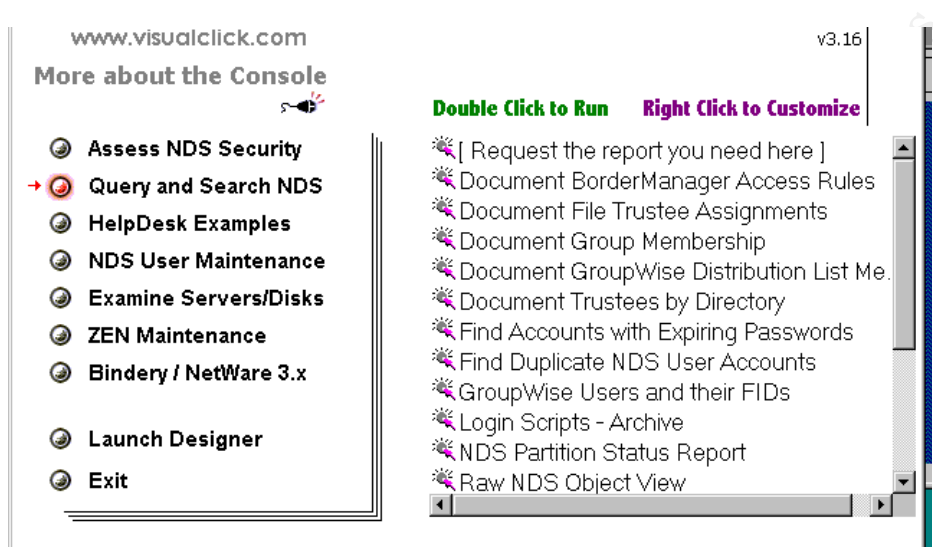 www.visualclick.com
v3.16
More about the Console
Double Click to Run Right Click to Customize
Assess NDS Security
Query and Search NDS
HelpDesk Examples
NDS User Maintenance
Examine Servers/Disks
ZEN Maintenance
Bindery / NetWare 3.x
Launch Designer
Exit
[ Request the report you need here ]
Document BorderManager Access Rules
Document File Trustee Assignments
Document Group Membership
Document GroupWise Distribution List Me.
Document Trustees by Directory
Find Accounts with Expiring Passwords
Find Duplicate NDS User Accounts
GroupWise Users and their FIDs
Login Scripts - Archive
NDS Partition Status Report
Raw NDS Object View